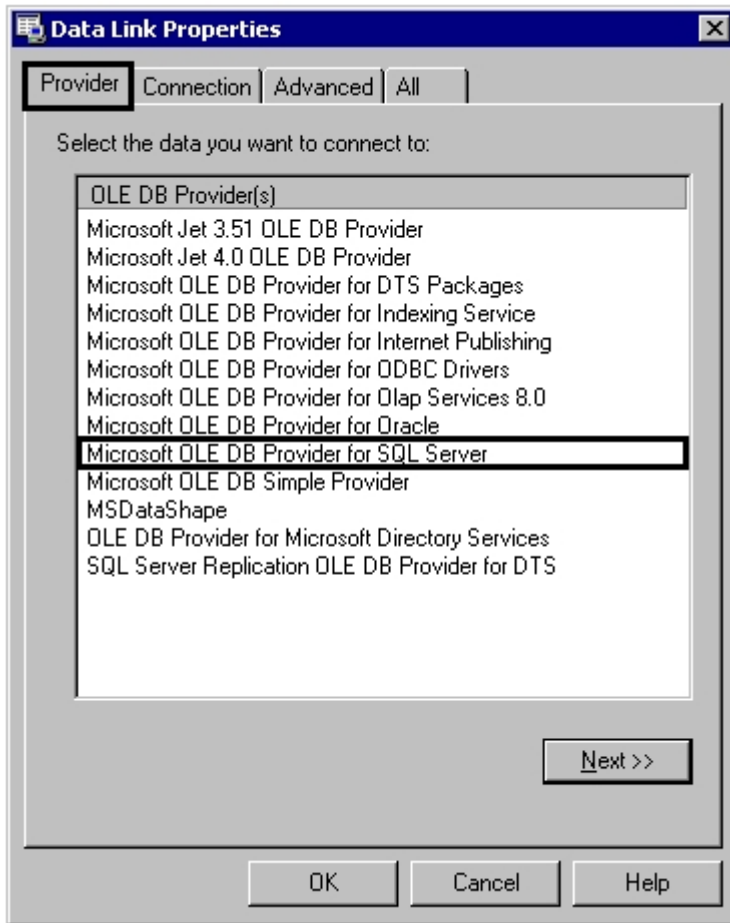 Data Link Properties
Provider Connection Advanced All
Select the data you want to connect to:
OLE DB Provider(s)
Microsoft Jet 3.51 OLE DB Provider
Microsoft Jet 4.0 OLE DB Provider
Microsoft OLE DB Provider for DTS Packages
Microsoft OLE DB Provider for Indexing Service
Microsoft OLE DB Provider for Internet Publishing
Microsoft OLE DB Provider for ODBC Drivers
Microsoft OLE DB Provider for Olap Services 8.0
Microsoft OLE DB Provider for Oracle
Microsoft OLE DB Provider for SQL Server
Microsoft OLE DB Simple Provider
MSDataShape
OLE DB Provider for Microsoft Directory Services
SQL Server Replication OLE DB Provider for DTS
Next >>
OK Cancel Help